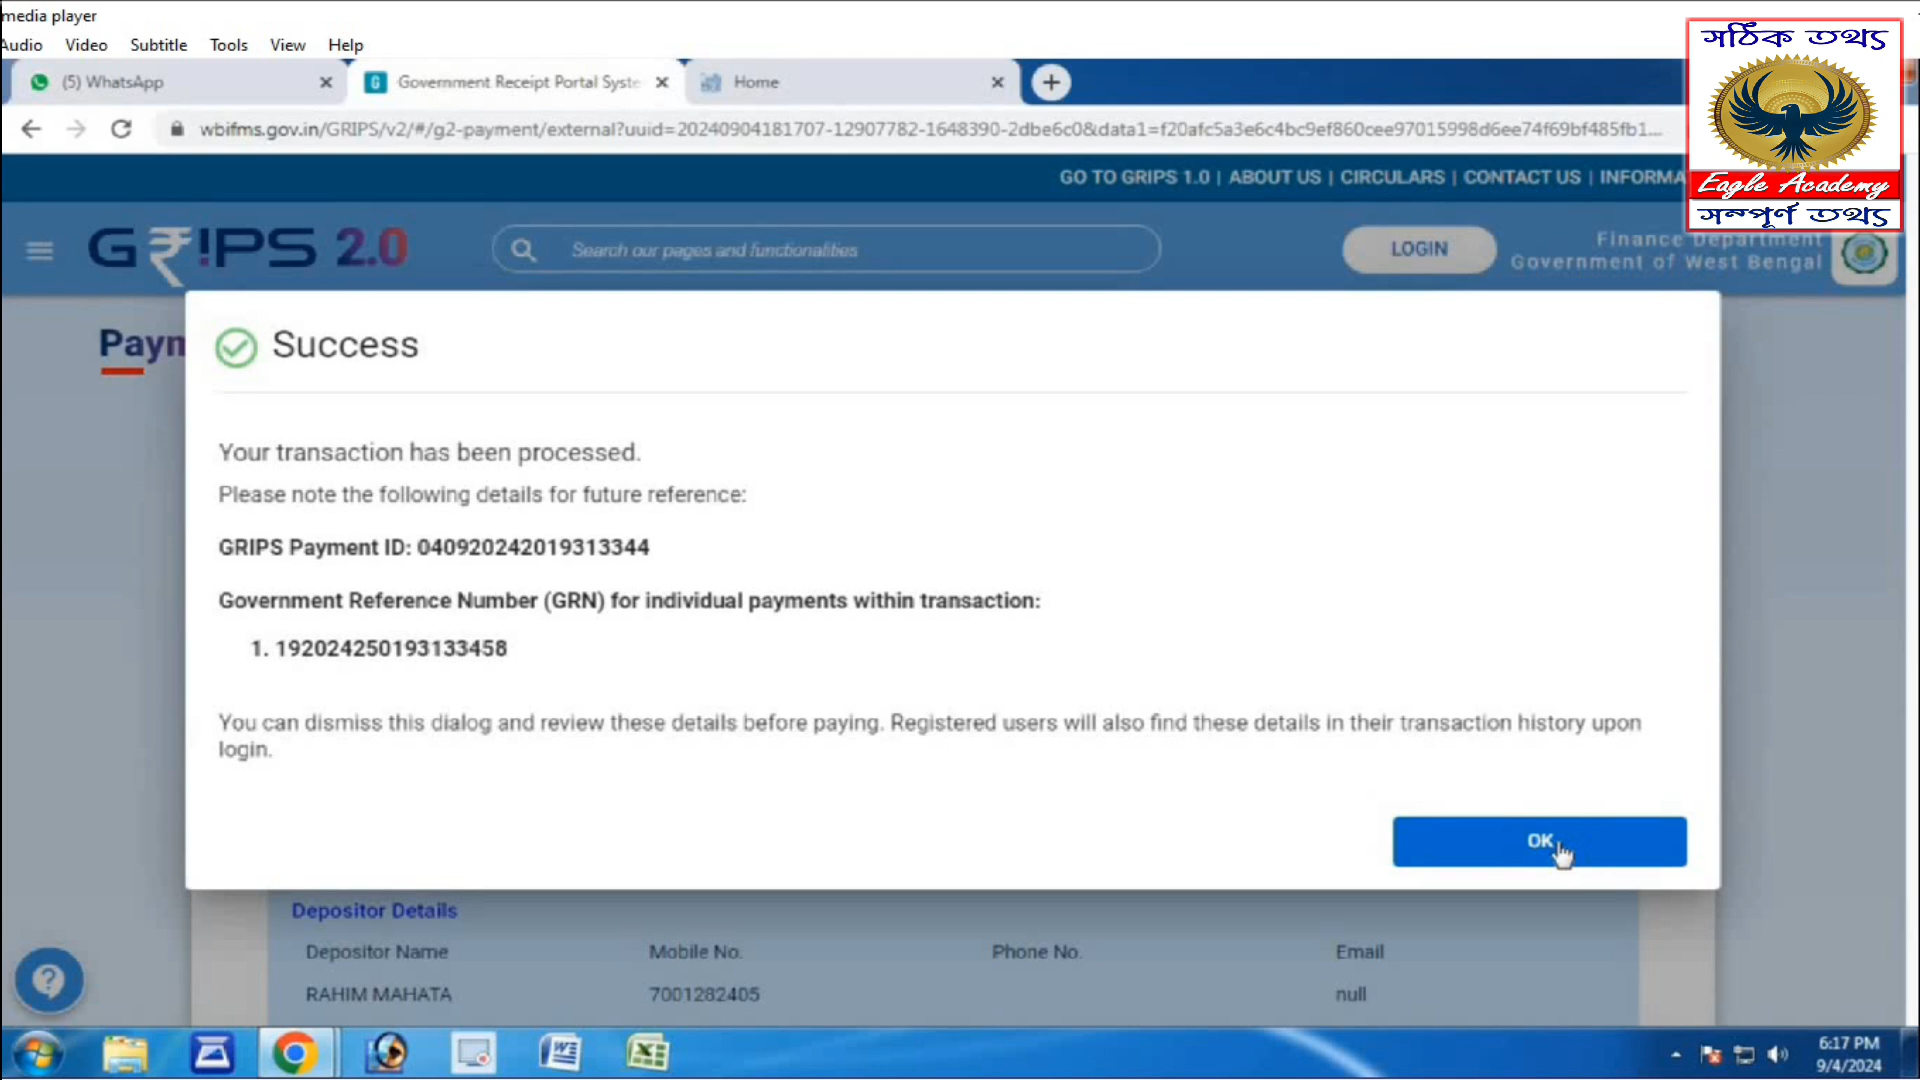 media player
Audio Video Subtitle Tools View Help
সঠিক তথ্য
Eagle Academy
সম্পূর্ণ তথ্য
(5) WhatsApp
Government Receipt Portal Syste
Home
wbifms.gov.in/GRIPS/v2/#/g2-payment/external?uuid=20240904181707-12907782-1648390-2dbe6c0&data1=f20afc5a3e6c4bc9ef860cee97015998d6ee74f69bf485fb1...
GO TO GRIPS 1.0 | ABOUT US | CIRCULARS | CONTACT US | INFORMA
G₹!PS 2.0
Search our pages and functionalities
LOGIN
Finance Department
Government of West Bengal
Paym
Success
Your transaction has been processed.
Please note the following details for future reference:
GRIPS Payment ID: 040920242019313344
Government Reference Number (GRN) for individual payments within transaction:
1. 192024250193133458
You can dismiss this dialog and review these details before paying. Registered users will also find these details in their transaction history upon
login.
OK
Depositor Details
Depositor Name Mobile No. Phone No. Email
RAHIM MAHATA 7001282405 null
6:17 PM
9/4/2024